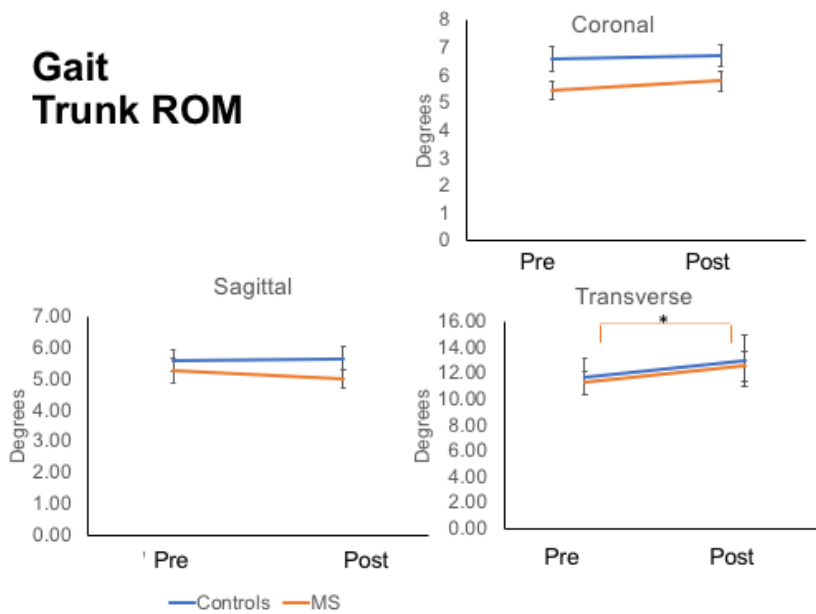 Gait
Trunk ROM
Coronal
Degrees
8
7
6
5
4
3
2
1
0
Pre Post
Sagittal
Degrees
7.00
6.00
5.00
4.00
3.00
2.00
1.00
0.00
' Pre Post
Transverse
*
Degrees
16.00
14.00
12.00
10.00
8.00
6.00
4.00
2.00
0.00
Pre Post
Controls MS